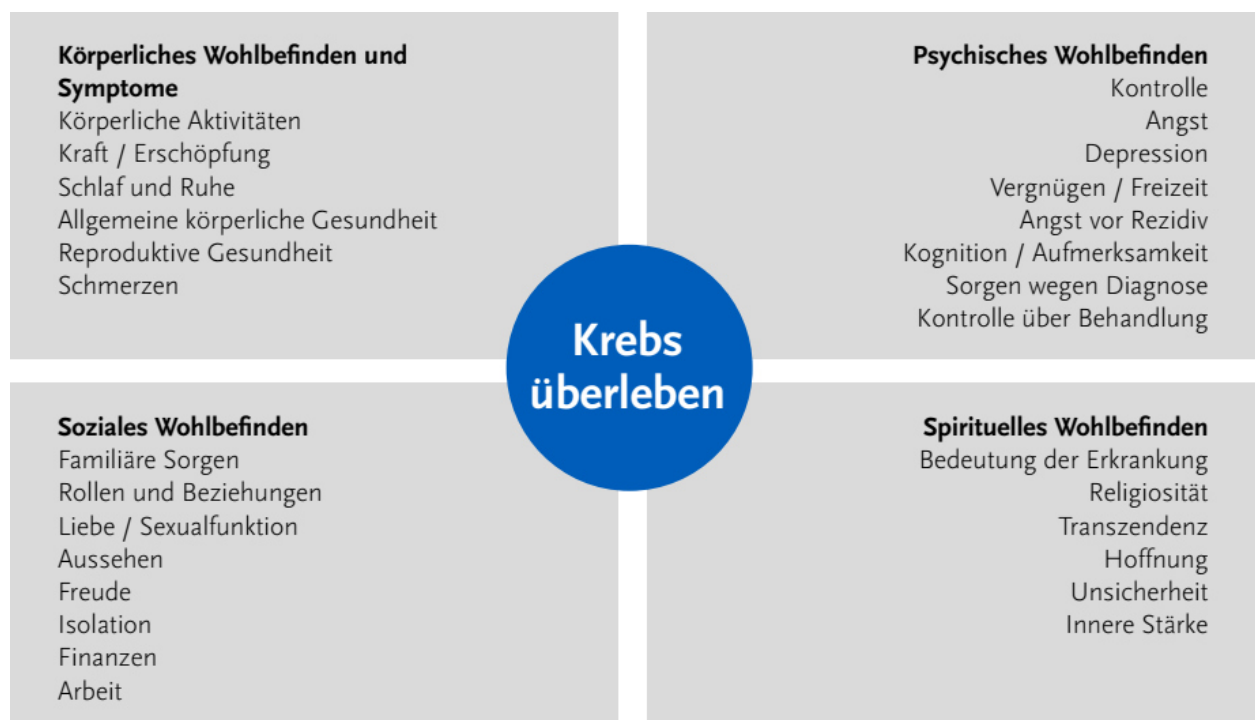 Körperliches Wohlbefinden und
Symptome
Körperliche Aktivitäten
Kraft / Erschöpfung
Schlaf und Ruhe
Allgemeine körperliche Gesundheit
Reproduktive Gesundheit
Schmerzen
Psychisches Wohlbefinden
Kontrolle
Angst
Depression
Vergnügen / Freizeit
Angst vor Rezidiv
Kognition / Aufmerksamkeit
Sorgen wegen Diagnose
Kontrolle über Behandlung
Krebs
überleben
Soziales Wohlbefinden
Familiäre Sorgen
Rollen und Beziehungen
Liebe / Sexualfunktion
Aussehen
Freude
Isolation
Finanzen
Arbeit
Spirituelles Wohlbefinden
Bedeutung der Erkrankung
Religiosität
Transzendenz
Hoffnung
Unsicherheit
Innere Stärke